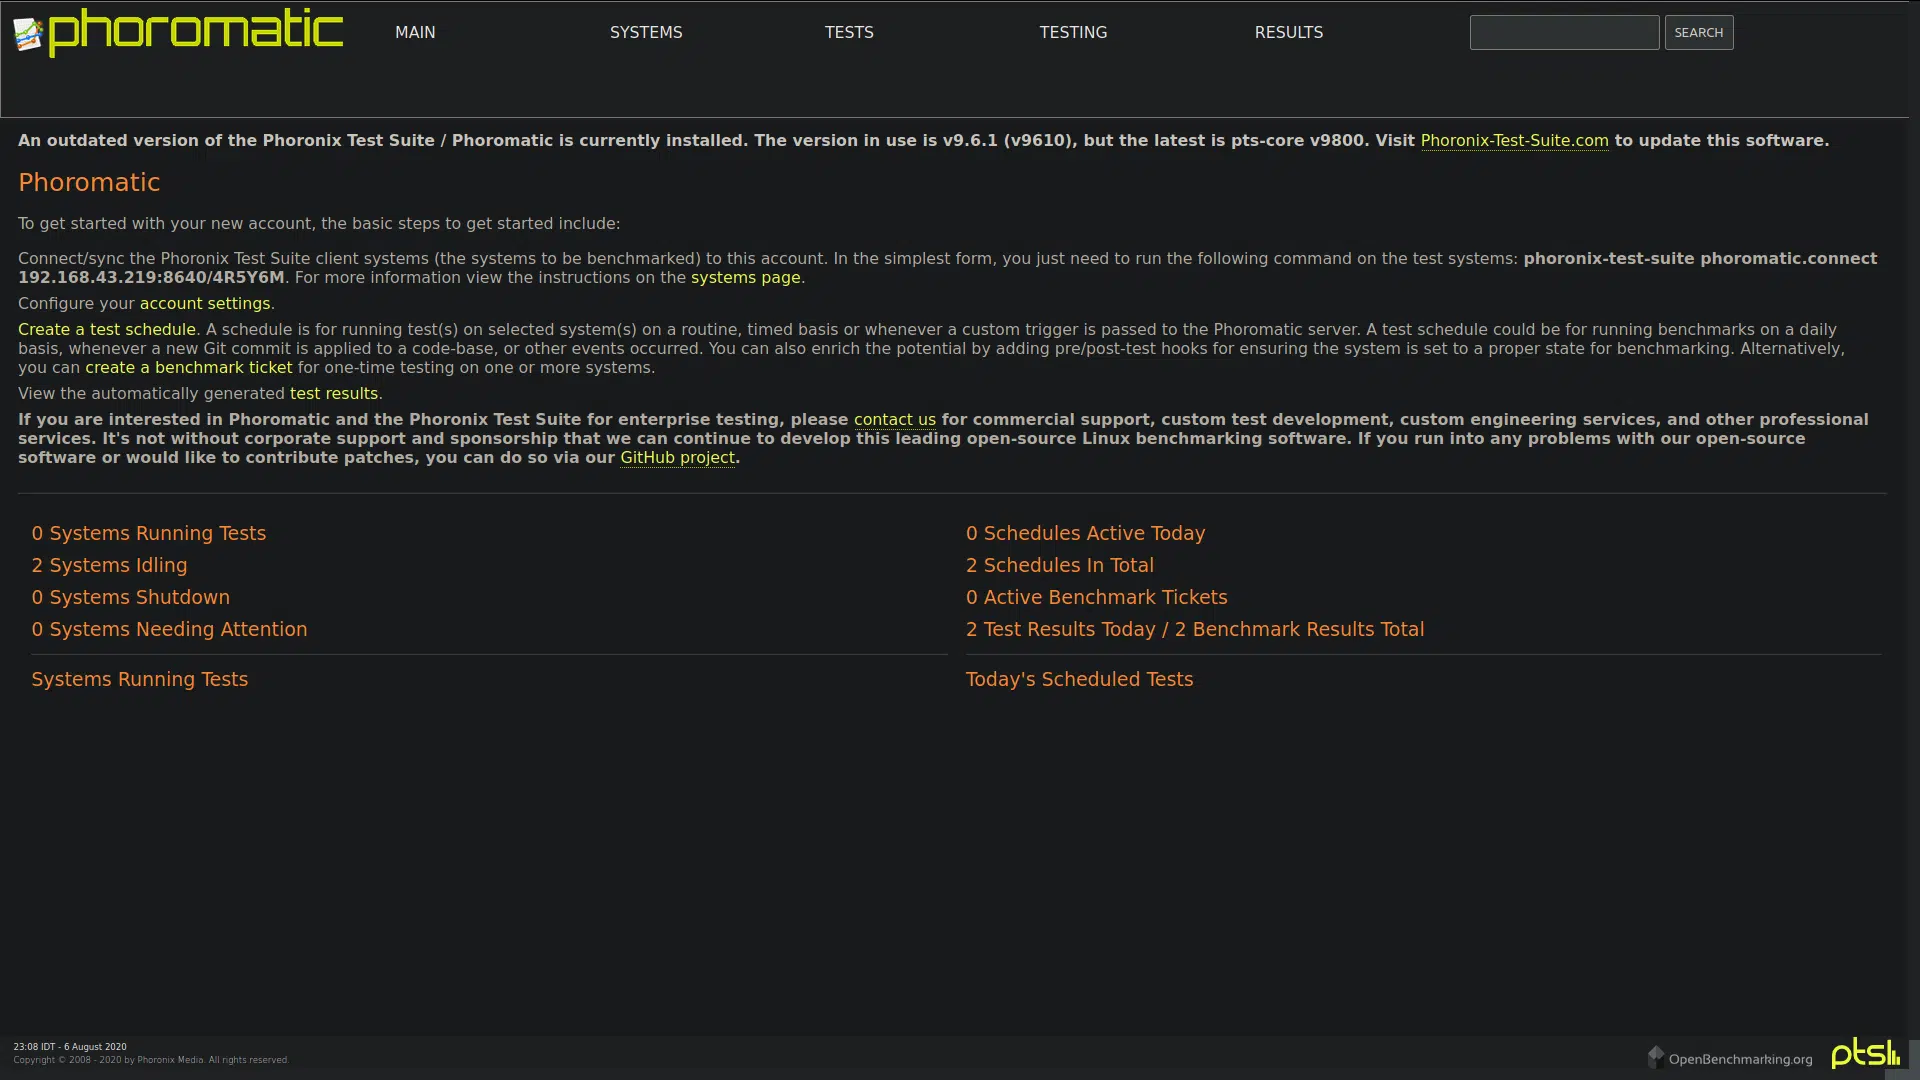 phoromatic
MAIN
SYSTEMS
TESTS
TESTING
RESULTS
SEARCH
An outdated version of the Phoronix Test Suite / Phoromatic is currently installed. The version in use is v9.6.1 (v9610), but the latest is pts-core v9800. Visit Phoronix-Test-Suite.com to update this software.
Phoromatic
To get started with your new account, the basic steps to get started include:
Connect/sync the Phoronix Test Suite client systems (the systems to be benchmarked) to this account. In the simplest form, you just need to run the following command on the test systems: phoronix-test-suite phoromatic.connect
192.168.43.219:8640/4R5Y6M. For more information view the instructions on the systems page.
Configure your account settings.
Create a test schedule. A schedule is for running test(s) on selected system(s) on a routine, timed basis or whenever a custom trigger is passed to the Phoromatic server. A test schedule could be for running benchmarks on a daily
basis, whenever a new Git commit is applied to a code-base, or other events occurred. You can also enrich the potential by adding pre/post-test hooks for ensuring the system is set to a proper state for benchmarking. Alternatively,
you can create a benchmark ticket for one-time testing on one or more systems.
View the automatically generated test results.
If you are interested in Phoromatic and the Phoronix Test Suite for enterprise testing, please contact us for commercial support, custom test development, custom engineering services, and other professional
services. It's not without corporate support and sponsorship that we can continue to develop this leading open-source Linux benchmarking software. If you run into any problems with our open-source
software or would like to contribute patches, you can do so via our GitHub project.
0 Systems Running Tests
2 Systems Idling
0 Systems Shutdown
0 Systems Needing Attention
Systems Running Tests
0 Schedules Active Today
2 Schedules In Total
0 Active Benchmark Tickets
2 Test Results Today / 2 Benchmark Results Total
Today's Scheduled Tests
23:08 IDT - 6 August 2020
Copyright © 2008 - 2020 by Phoronix Media. All rights reserved.
OpenBenchmarking.org
pts